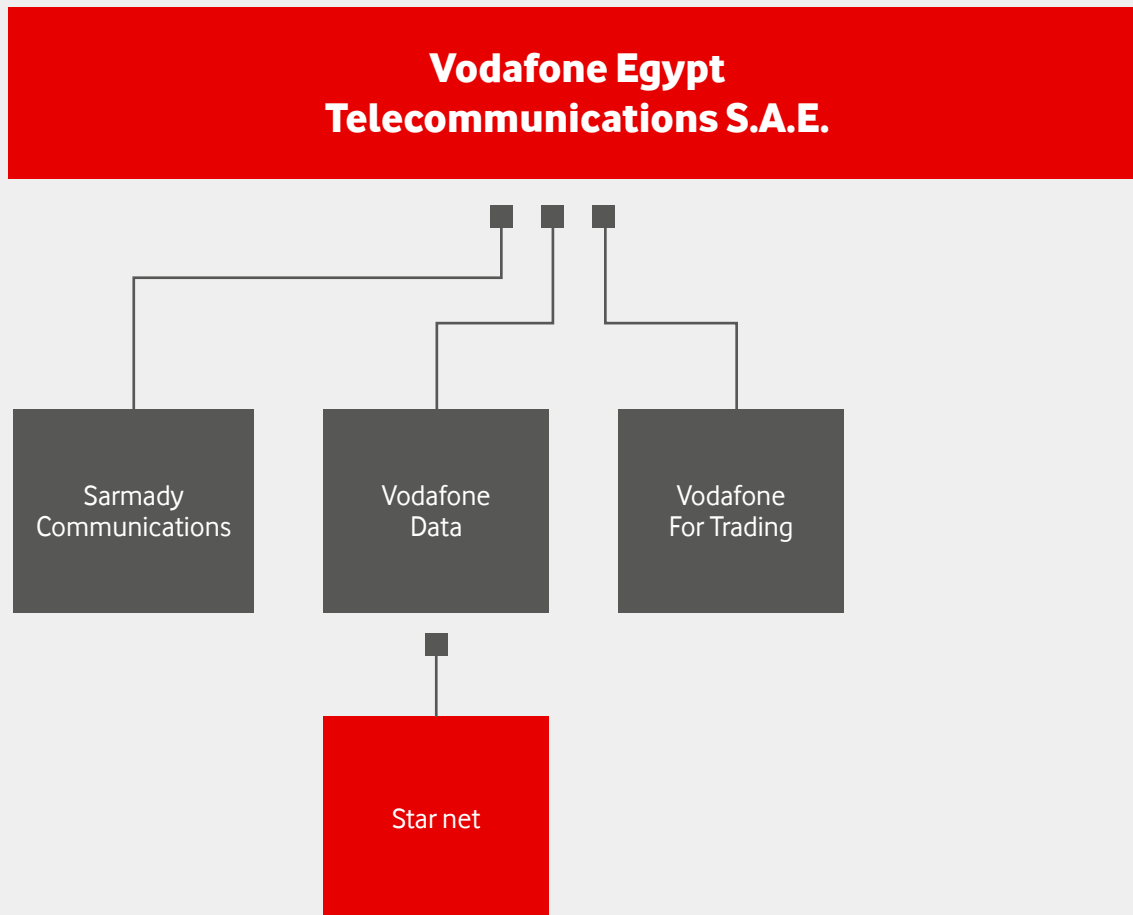 Vodafone Egypt
Telecommunications S.A.E.
Sarmady
Communications
Vodafone
Data
Vodafone
For Trading
Star net